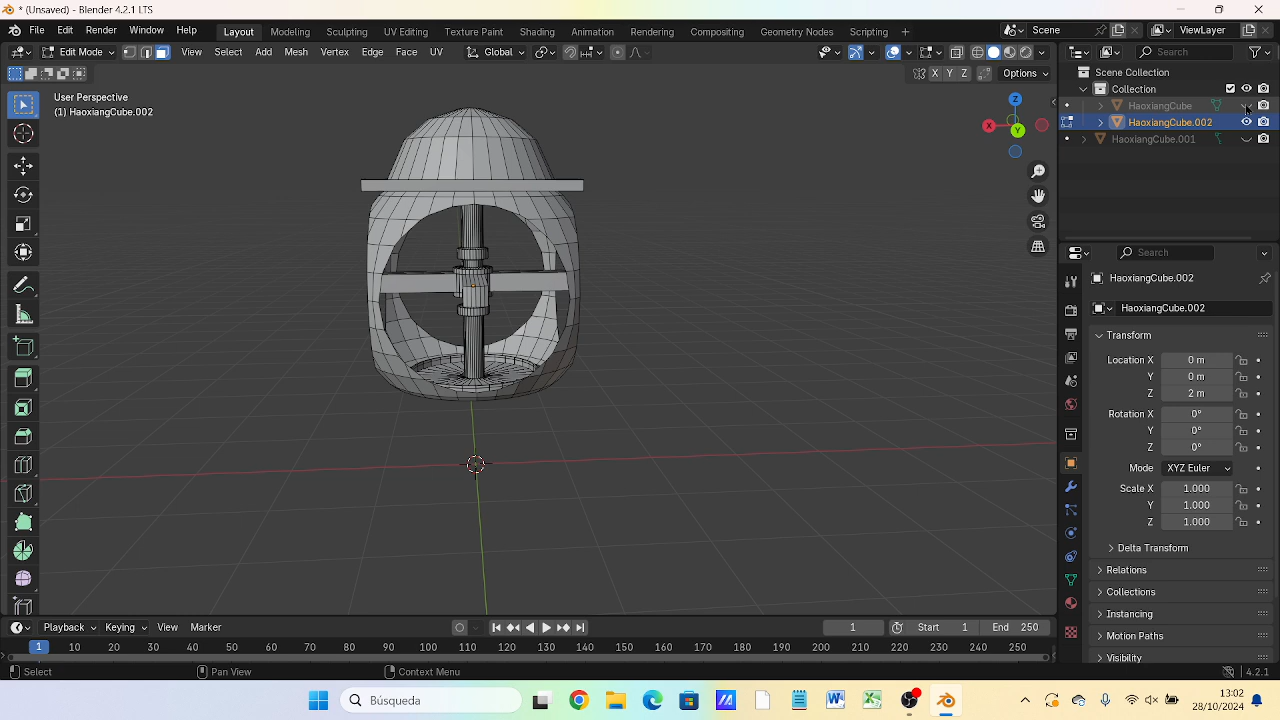 * (Unsaved) - Blender 4.2.1 LTS
File Edit Render Window Help Layout Modeling Sculpting UV Editing Texture Paint Shading Animation Rendering Compositing Geometry Nodes Scripting + Scene ViewLayer
Edit Mode View Select Add Mesh Vertex Edge Face UV Global Search
X Y Z Options
User Perspective
(1) HaoxiangCube.002
Z
X
Y
Scene Collection
Collection
HaoxiangCube
HaoxiangCube.002
HaoxiangCube.001
Search
HaoxiangCube.002
HaoxiangCube.002
Transform
Location X 0 m
Y 0 m
Z 2 m
Rotation X 0°
Y 0°
Z 0°
Mode XYZ Euler
Scale X 1.000
Y 1.000
Z 1.000
Delta Transform
Relations
Collections
Instancing
Motion Paths
Visibility
Playback Keying View Marker 1 Start 1 End 250
1 10 20 30 40 50 60 70 80 90 100 110 120 130 140 150 160 170 180 190 200 210 220 230 240 250
Select Pan View Context Menu 4.2.1
Búsqueda
13:02
28/10/2024